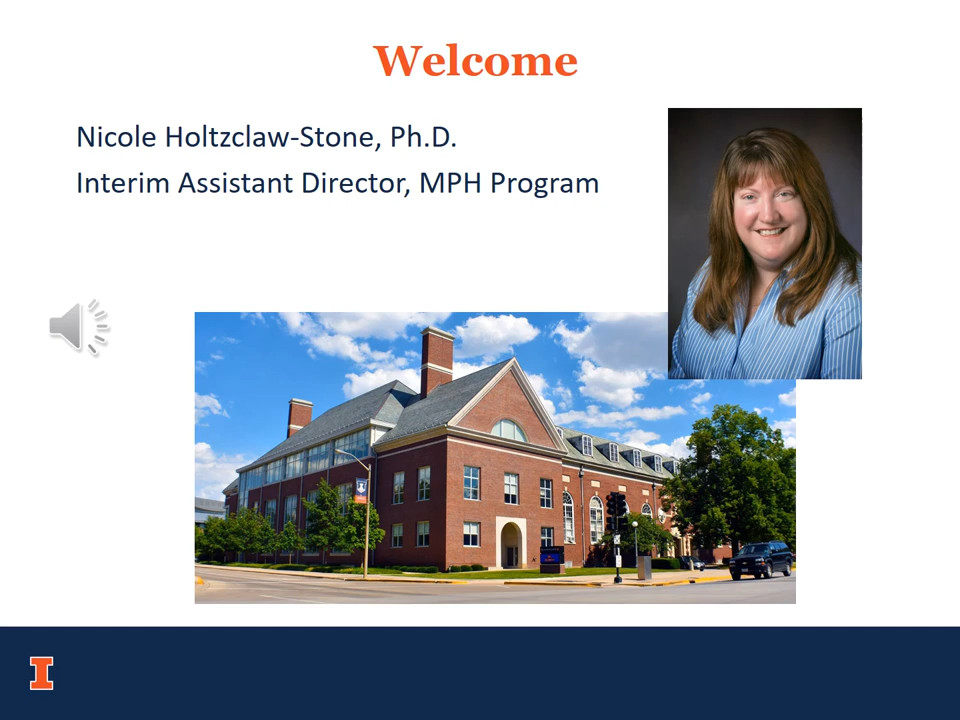 Welcome
Nicole Holtzclaw-Stone, Ph.D.
Interim Assistant Director, MPH Program
I